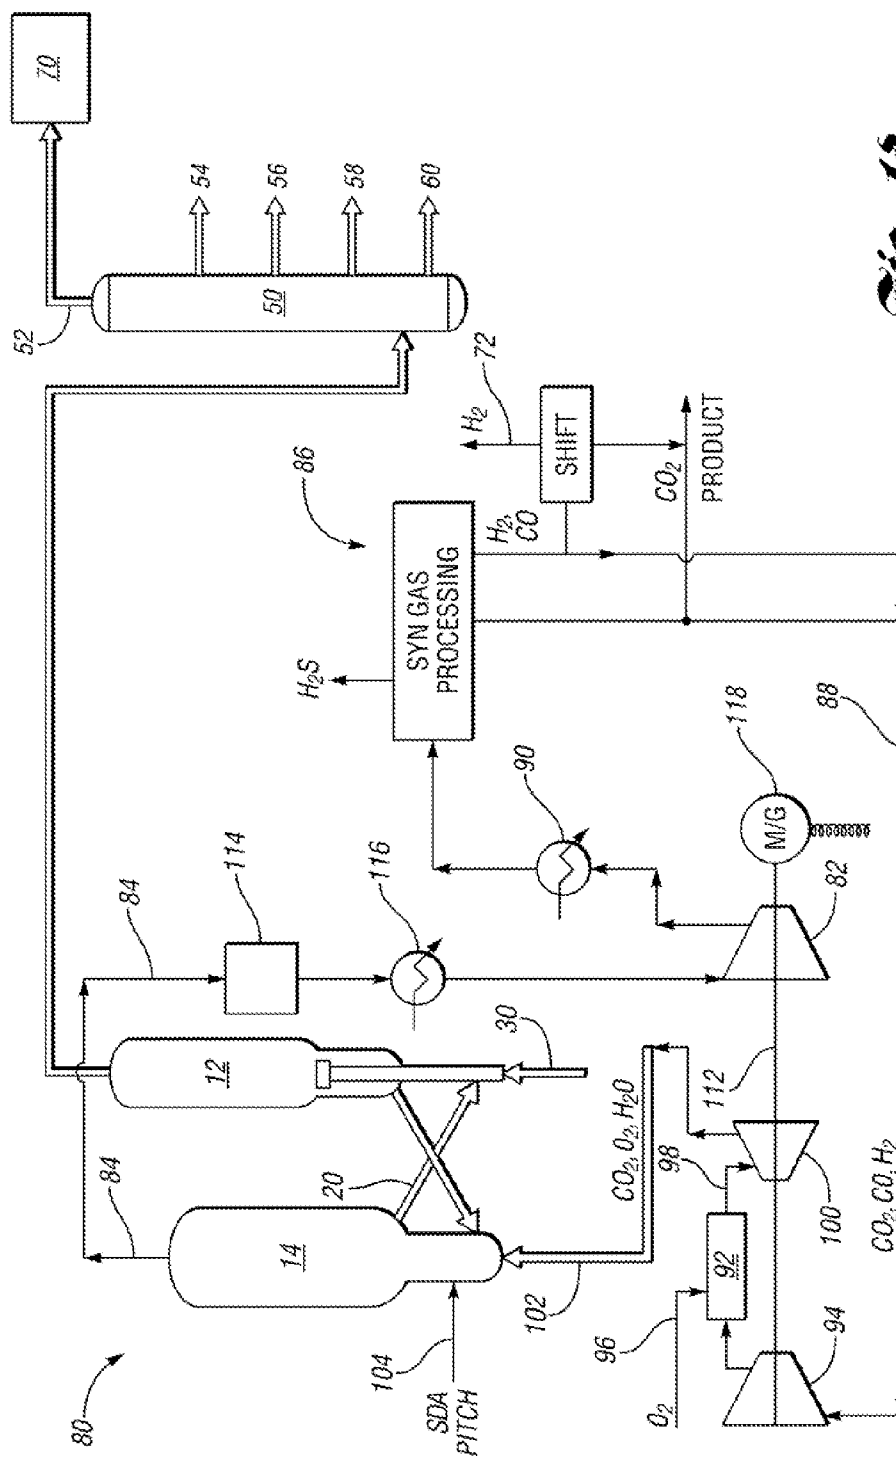 70
52
80
84
84
54
12
114
56
50
14
86
H₂S
20
58
104
116
SYN GAS
PROCESSING
60
SDA
PITCH
H₂
72
H₂,
CO
30
90
102
SHIFT
96
CO₂, O₂, H₂O
O₂
98
CO₂
PRODUCT
112
92
118
M/G
94
100
82
88
CO₂, CO, H₂